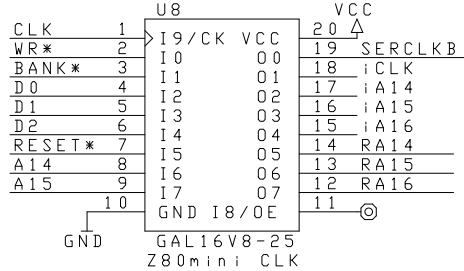 U8 VCC
CLK 1 I9/CK VCC 20
WR* 2 I0 O0 19 SERCLKB
BANK* 3 I1 O1 18 iCLK
D0 4 I2 O2 17 iA14
D1 5 I3 O3 16 iA15
D2 6 I4 O4 15 iA16
RESET* 7 I5 O5 14 RA14
A14 8 I6 O6 13 RA15
A15 9 I7 O7 12 RA16
10 GND I8/OE 11
GND GAL16V8-25
Z80mini CLK